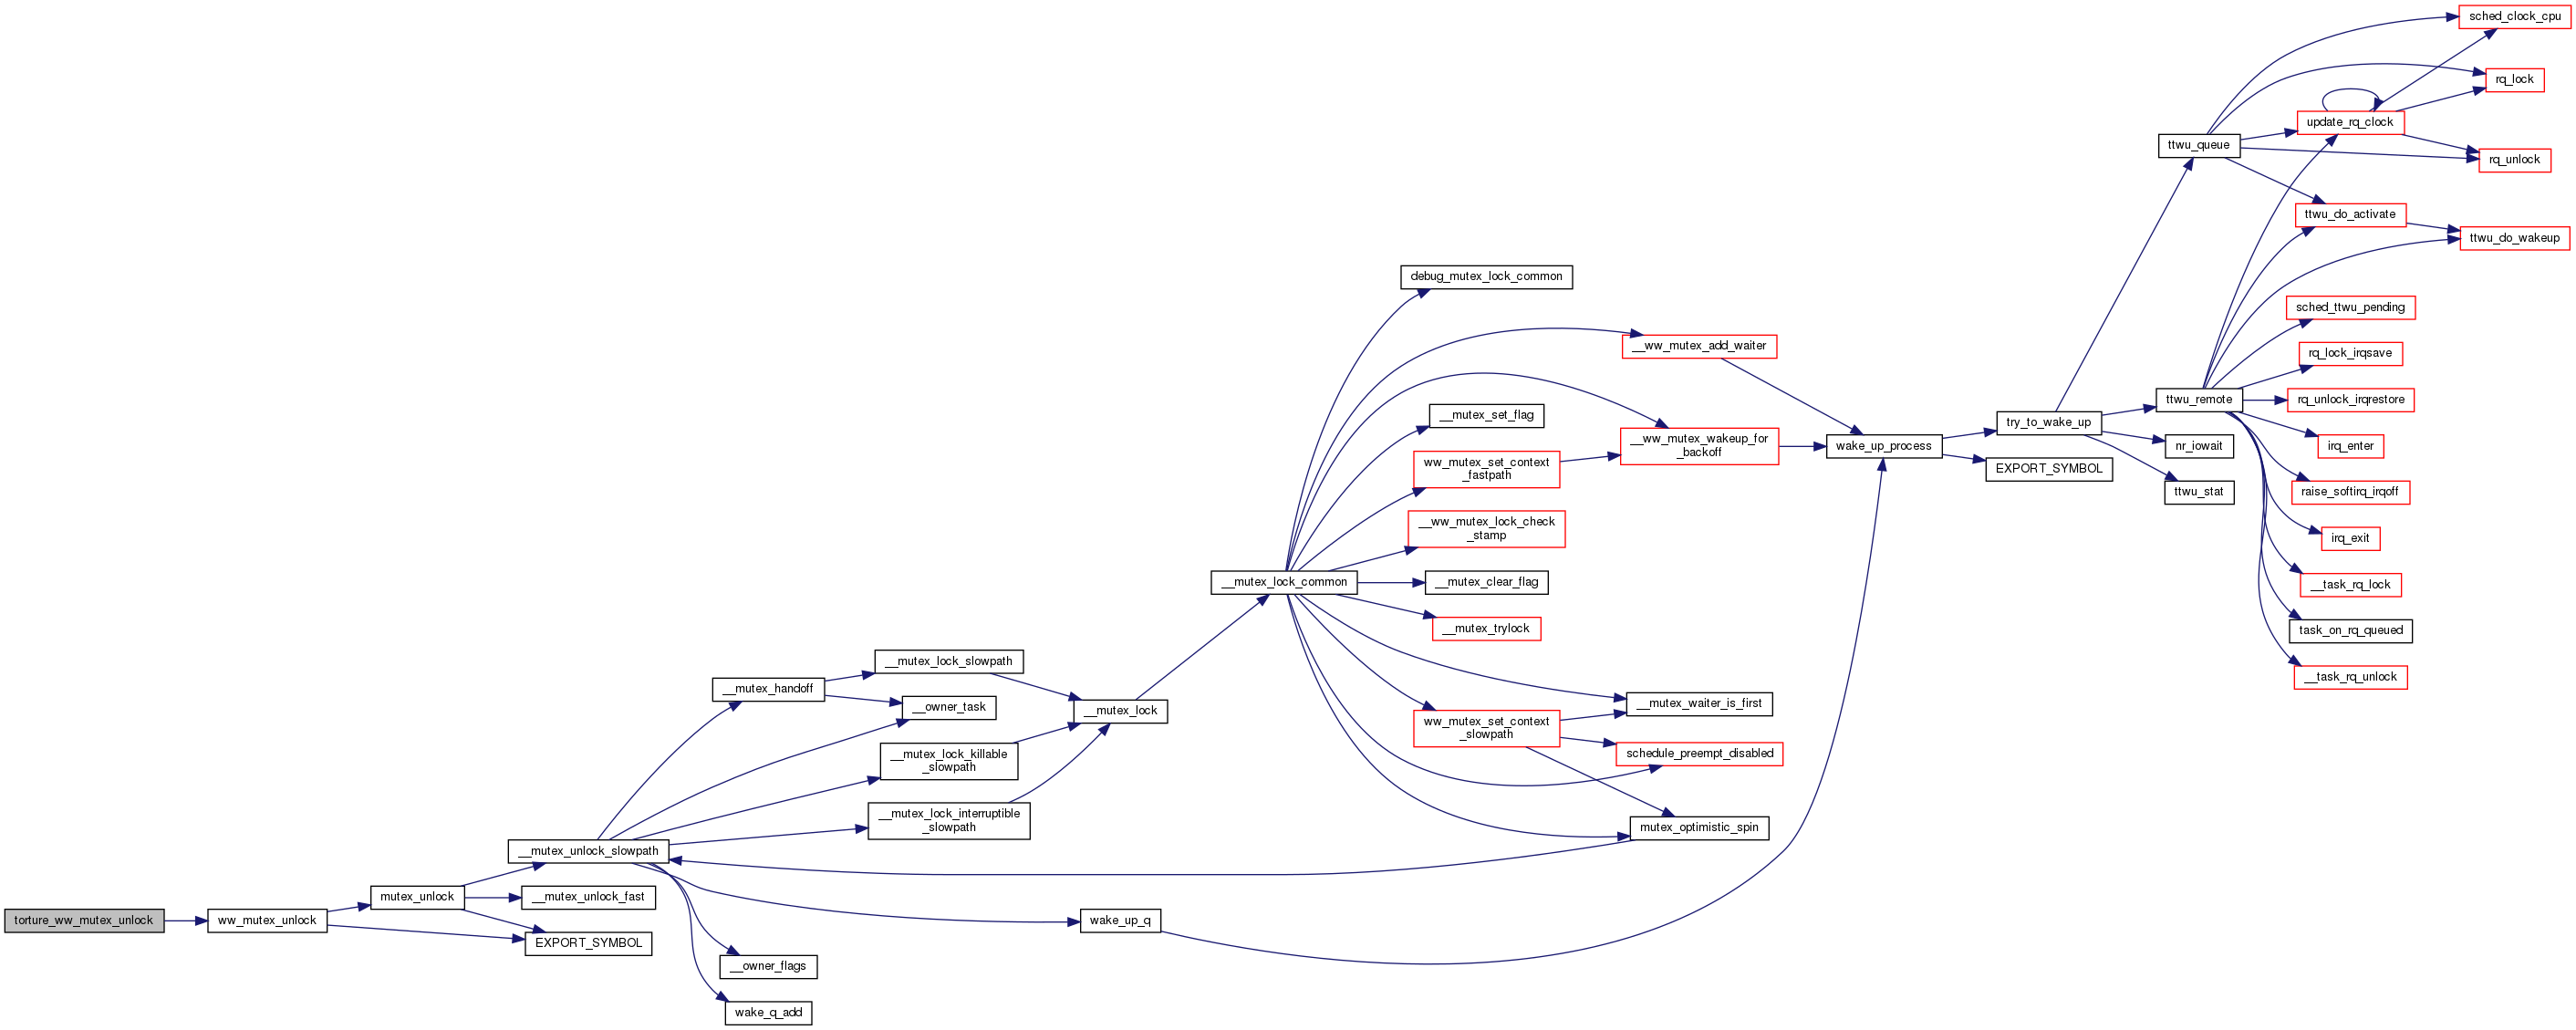 sched_clock_cpu
rq_lock
update_rq_clock
ttwu_queue
rq_unlock
ttwu_do_activate
ttwu_do_wakeup
debug_mutex_lock_common
sched_ttwu_pending
__ww_mutex_add_waiter
rq_lock_irqsave
ttwu_remote
rq_unlock_irqrestore
__mutex_set_flag
try_to_wake_up
__ww_mutex_wakeup_for
_backoff
wake_up_process
nr_iowait
irq_enter
ww_mutex_set_context
_fastpath
EXPORT_SYMBOL
ttwu_stat
raise_softirq_irqoff
__ww_mutex_lock_check
_stamp
irq_exit
__mutex_lock_common
__mutex_clear_flag
__task_rq_lock
__mutex_trylock
task_on_rq_queued
__mutex_lock_slowpath
__task_rq_unlock
__mutex_handoff
__owner_task
__mutex_lock
__mutex_waiter_is_first
ww_mutex_set_context
_slowpath
schedule_preempt_disabled
__mutex_lock_killable
_slowpath
__mutex_lock_interruptible
_slowpath
mutex_optimistic_spin
__mutex_unlock_slowpath
mutex_unlock
__mutex_unlock_fast
torture_ww_mutex_unlock
ww_mutex_unlock
wake_up_q
EXPORT_SYMBOL
__owner_flags
wake_q_add